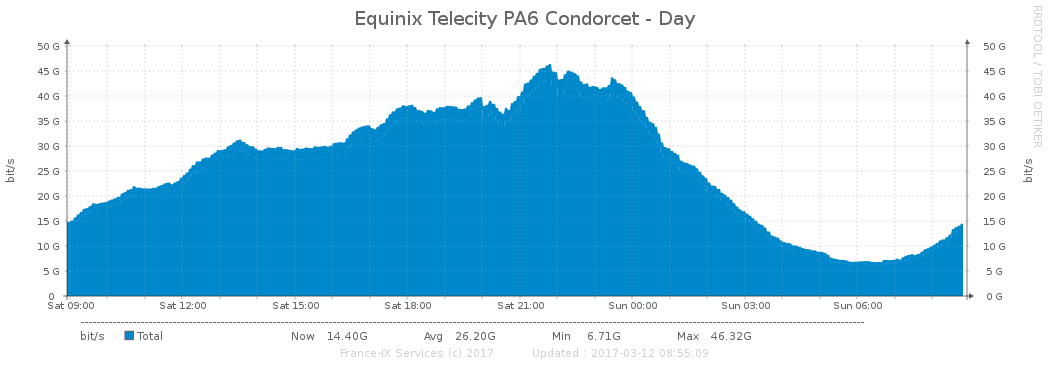 Equinix Telecity PA6 Condorcet - Day
RRDTOOL / TOBI OETIKER
50 G 50 G
45 G 45 G
40 G 40 G
35 G 35 G
30 G 30 G
bit/s bit/s
25 G 25 G
20 G 20 G
15 G 15 G
10 G 10 G
5 G 5 G
0 0 G
Sat 09:00 Sat 12:00 Sat 15:00 Sat 18:00 Sat 21:00 Sun 00:00 Sun 03:00 Sun 06:00
bit/s Total Now 14.40G Avg 26.20G Min 6.71G Max 46.32G
France-IX Services (c) 2017 Updated : 2017-03-12 08:55:09